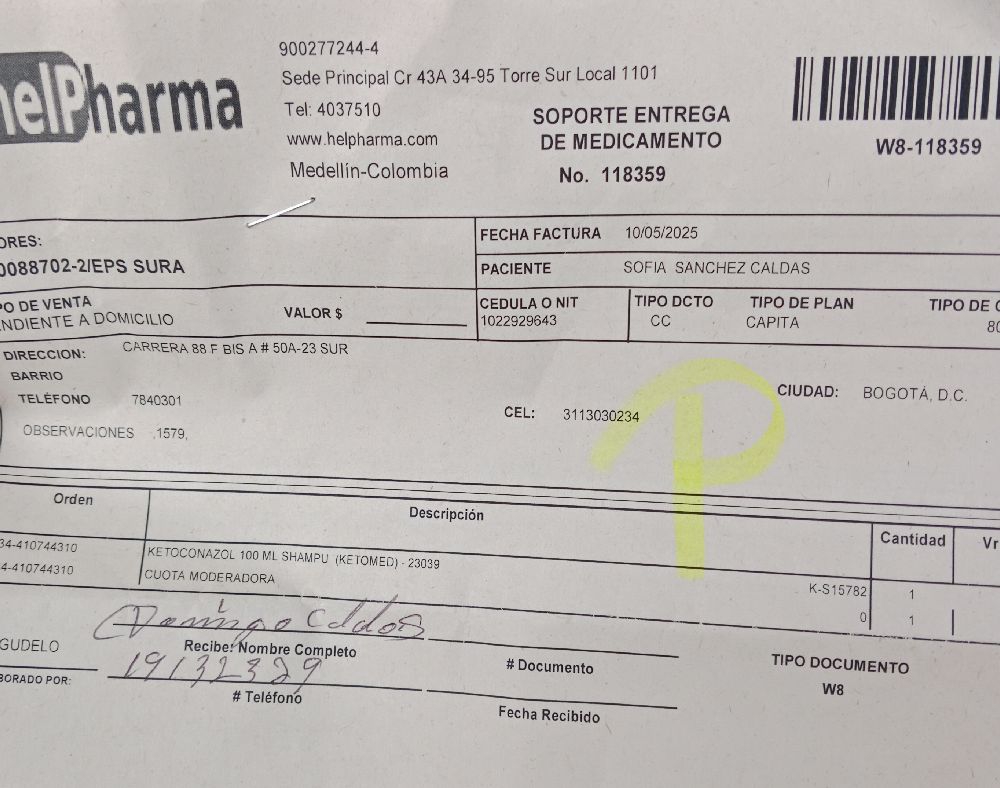 helPharma
900277244-4
Sede Principal Cr 43A 34-95 Torre Sur Local 1101
Tel: 4037510
www.helpharma.com
Medellín-Colombia
SOPORTE ENTREGA
DE MEDICAMENTO
No. 118359
W8-118359
ORES:
0088702-2/EPS SURA
FECHA FACTURA 10/05/2025
PACIENTE SOFIA SANCHEZ CALDAS
PO DE VENTA
NDIENTE A DOMICILIO
VALOR $
CEDULA O NIT
1022929643
TIPO DCTO
CC
TIPO DE PLAN
CAPITA
TIPO DE C
80
DIRECCION: CARRERA 88 F BIS A # 50A-23 SUR
BARRIO
TELÉFONO 7840301
CEL: 3113030234
CIUDAD: BOGOTÁ, D.C.
OBSERVACIONES ,1579,
P
Orden Descripción Cantidad Vr
34-410744310 KETOCONAZOL 100 ML SHAMPU (KETOMED) - 23039 K-S15782 1
4-410744310 CUOTA MODERADORA 0 1
Domingo Caldas
GUDELO
Recibe: Nombre Completo
# Documento
TIPO DOCUMENTO
W8
19132329
BORADO POR:
# Teléfono
Fecha Recibido